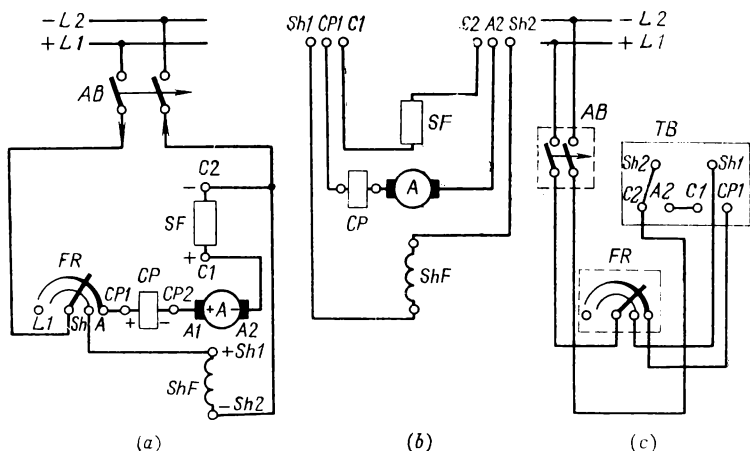 − L2
+ L1
AB
C2
−
SF
+
C1
FR
CP1
CP
CP2
L1
Sh
A
+
−
+A−
A1
A2
+Sh1
ShF
−Sh2
(a)
Sh1 CP1 C1
C2 A2 Sh2
SF
A
CP
ShF
(b)
− L2
+ L1
AB
TB
Sh2
Sh1
C2
A2
C1
CP1
FR
(c)